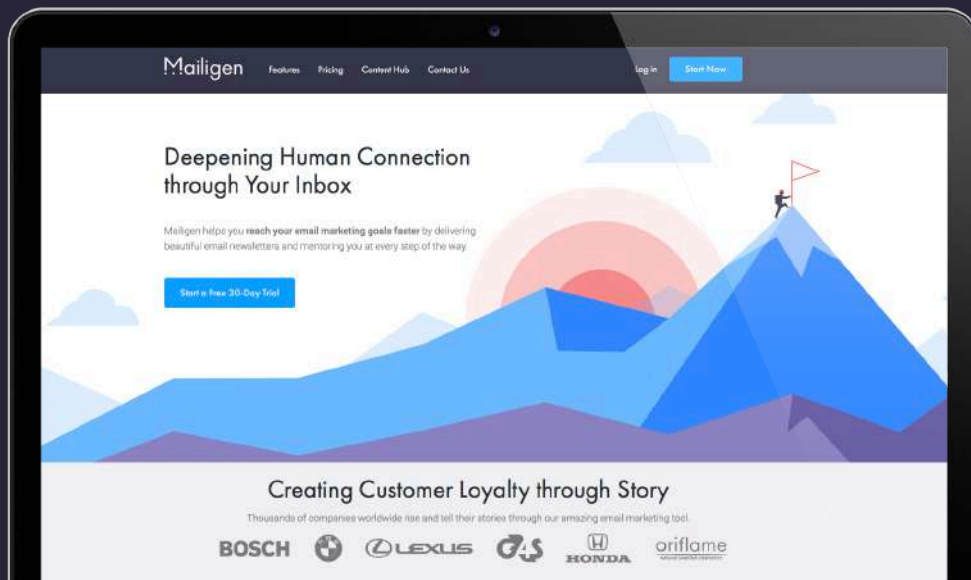 Mailigen
Features Pricing Content Hub Contact Us
Log in Start Now
Deepening Human Connection
through Your Inbox
Mailigen helps you reach your email marketing goals faster by delivering
beautiful email newsletters and mentoring you at every step of the way.
Start a Free 30-Day Trial
Creating Customer Loyalty through Story
Thousands of companies worldwide rise and tell their stories through our amazing email marketing tool.
BOSCH LEXUS HONDA oriflame